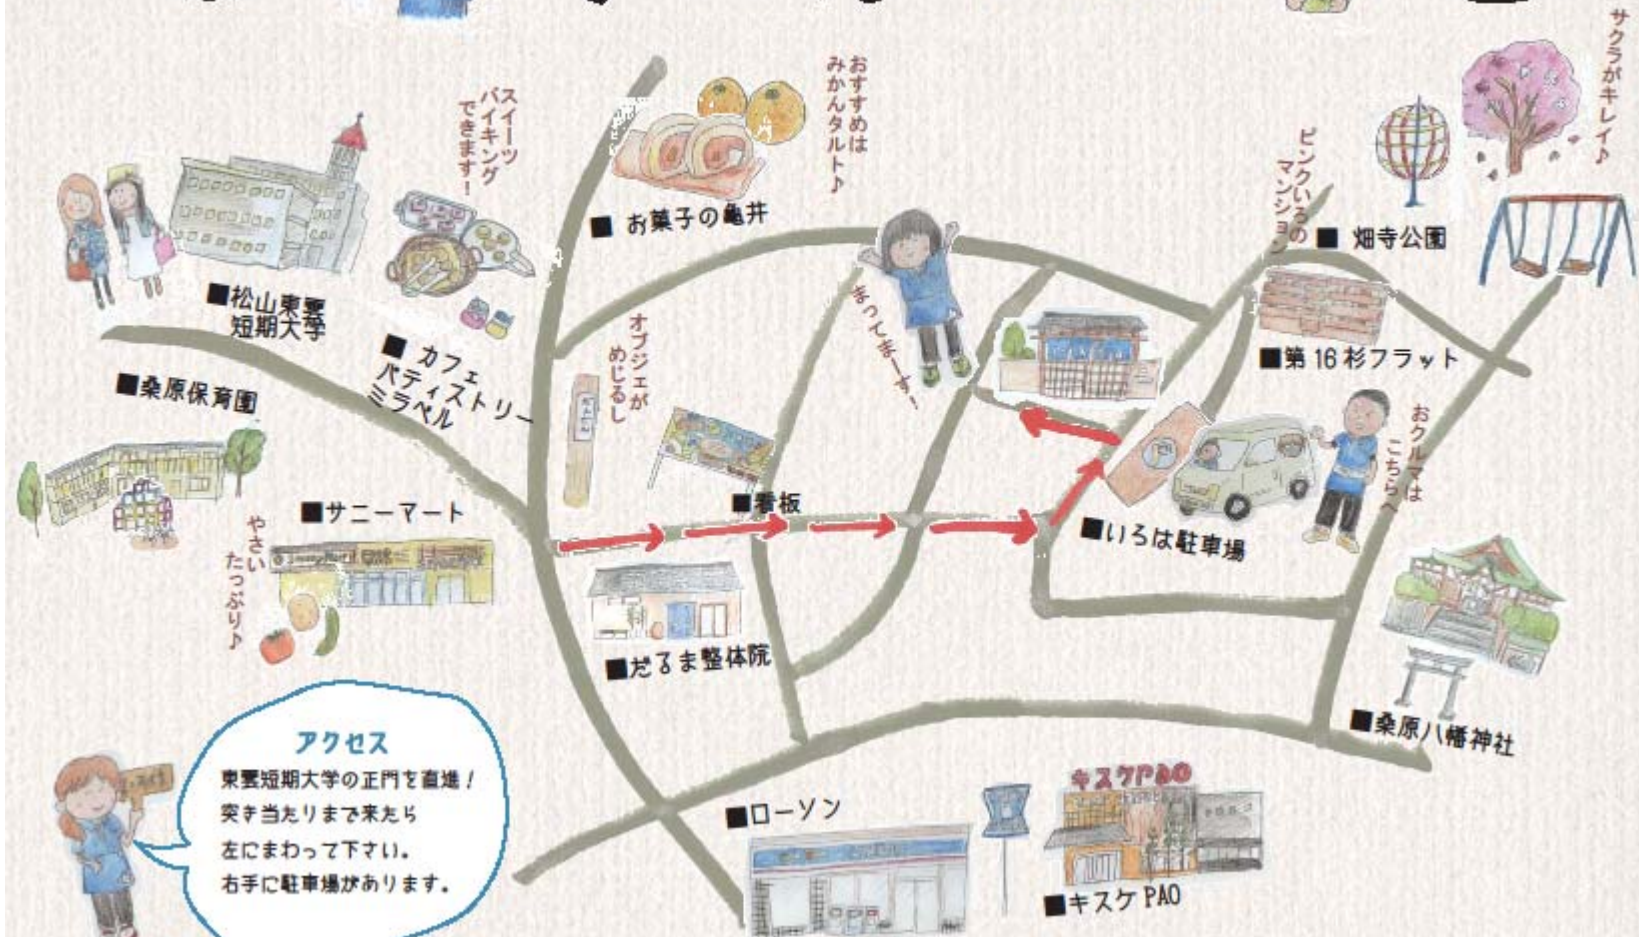 サクラがキレイ♪
おすすめは
みかんタルト♪
スイーツ
バイキング
できます！
ピンクいろの
マンション
■ お菓子の亀井
■ 畑寺公園
■松山東雲
短期大学
まってまーす！
オブジェが
めじるし
■ カフェ
パティストリー
ミラベル
■第16杉フラット
■桑原保育園
おクルマは
こちらへ
■看板
■サニーマート
■いろは駐車場
やさい
たっぷり♪
■だるま整体院
■桑原八幡神社
アクセス
東雲短期大学の正門を直進！
突き当たりまで来たら
左にまわって下さい。
右手に駐車場があります。
キスケPAO
■ローソン
■キスケPAO